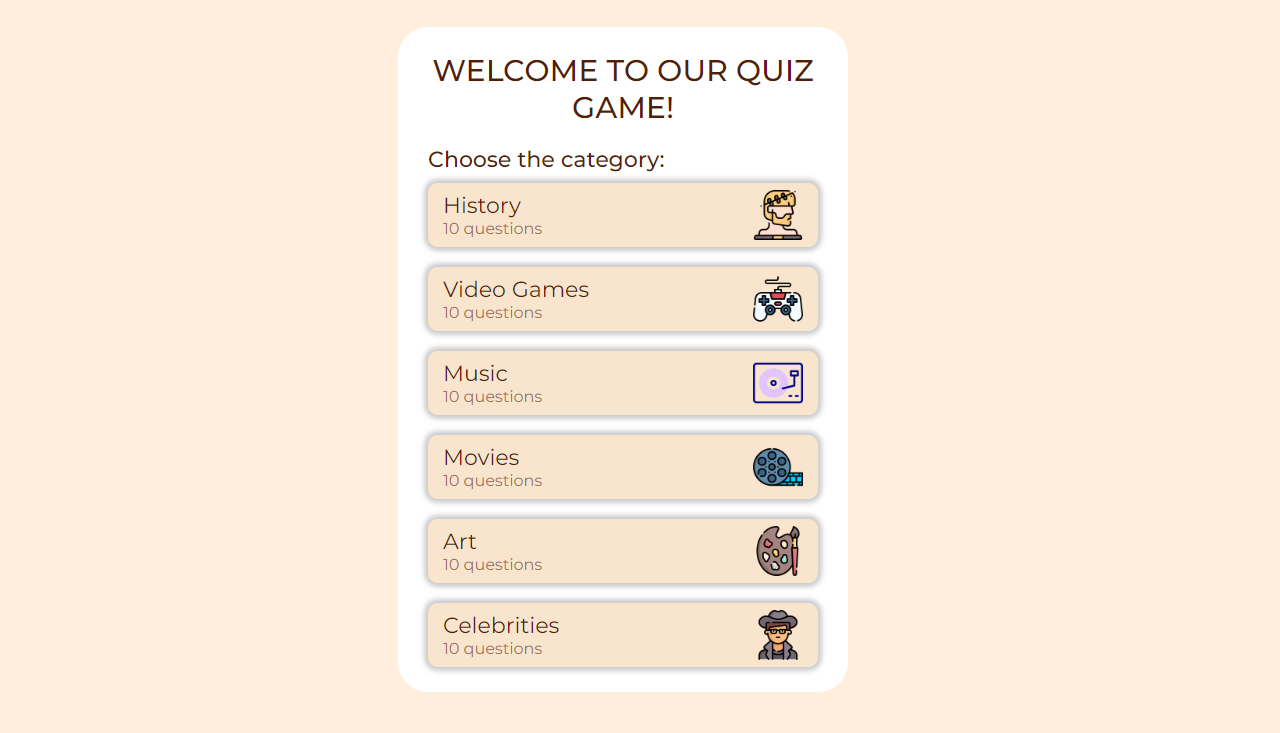 WELCOME TO OUR QUIZ
GAME!
Choose the category:
History
10 questions
Video Games
10 questions
Music
10 questions
Movies
10 questions
Art
10 questions
Celebrities
10 questions